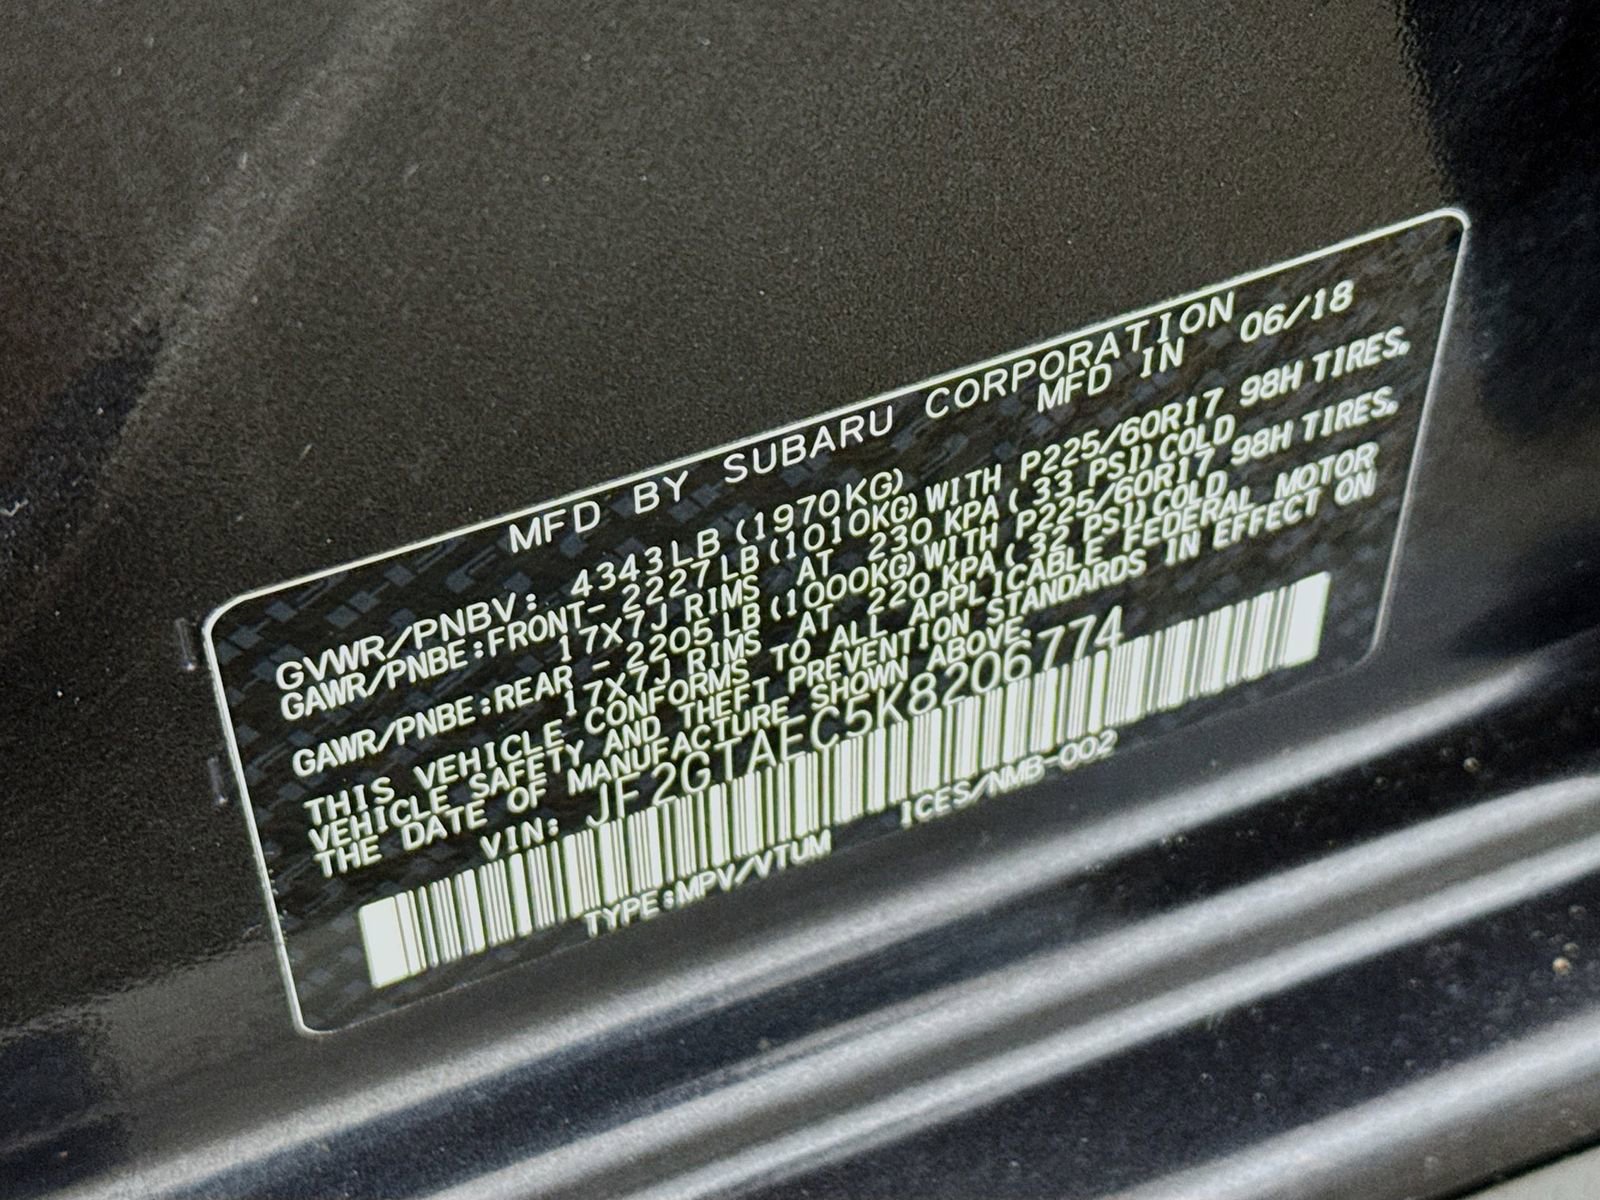 MFD BY SUBARU CORPORATION
MFD IN 06/18
GVWR/PNBV: 4343LB(1970KG)
GAWR/PNBE:FRONT-2227LB(1010KG)WITH P225/60R17 98H TIRES.
17X7J RIMS AT 230 KPA( 33 PSI)COLD
GAWR/PNBE:REAR -2205LB(1000KG)WITH P225/60R17 98H TIRES.
17X7J RIMS AT 220 KPA( 32 PSI)COLD
THIS VEHICLE CONFORMS TO ALL APPLICABLE FEDERAL MOTOR
VEHICLE SAFETY AND THEFT PREVENTION STANDARDS IN EFFECT ON
THE DATE OF MANUFACTURE SHOWN ABOVE.
VIN: JF2GTAEC5K8206774
TYPE:MPV/VTUM ICES/NMB-002